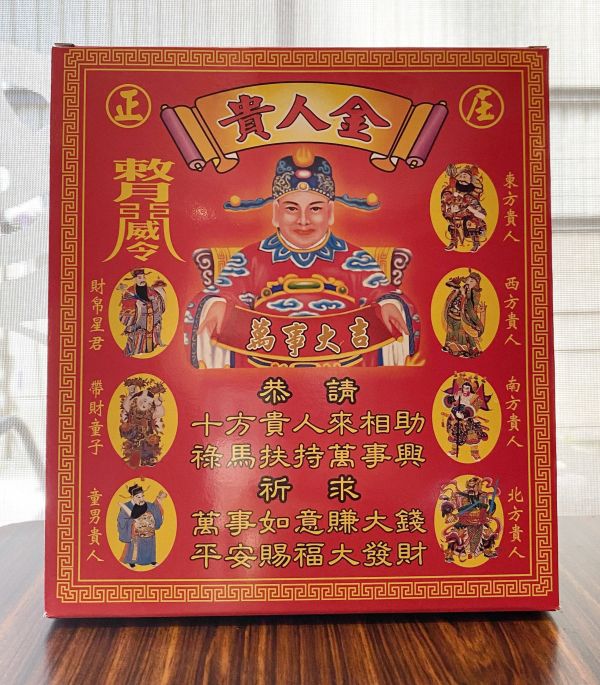 正
庄
貴人金
威令
萬事大吉
財帛星君
帶財童子
童男貴人
東方貴人
西方貴人
南方貴人
北方貴人
恭請
十方貴人來相助
祿馬扶持萬事興
祈求
萬事如意賺大錢
平安賜福大發財